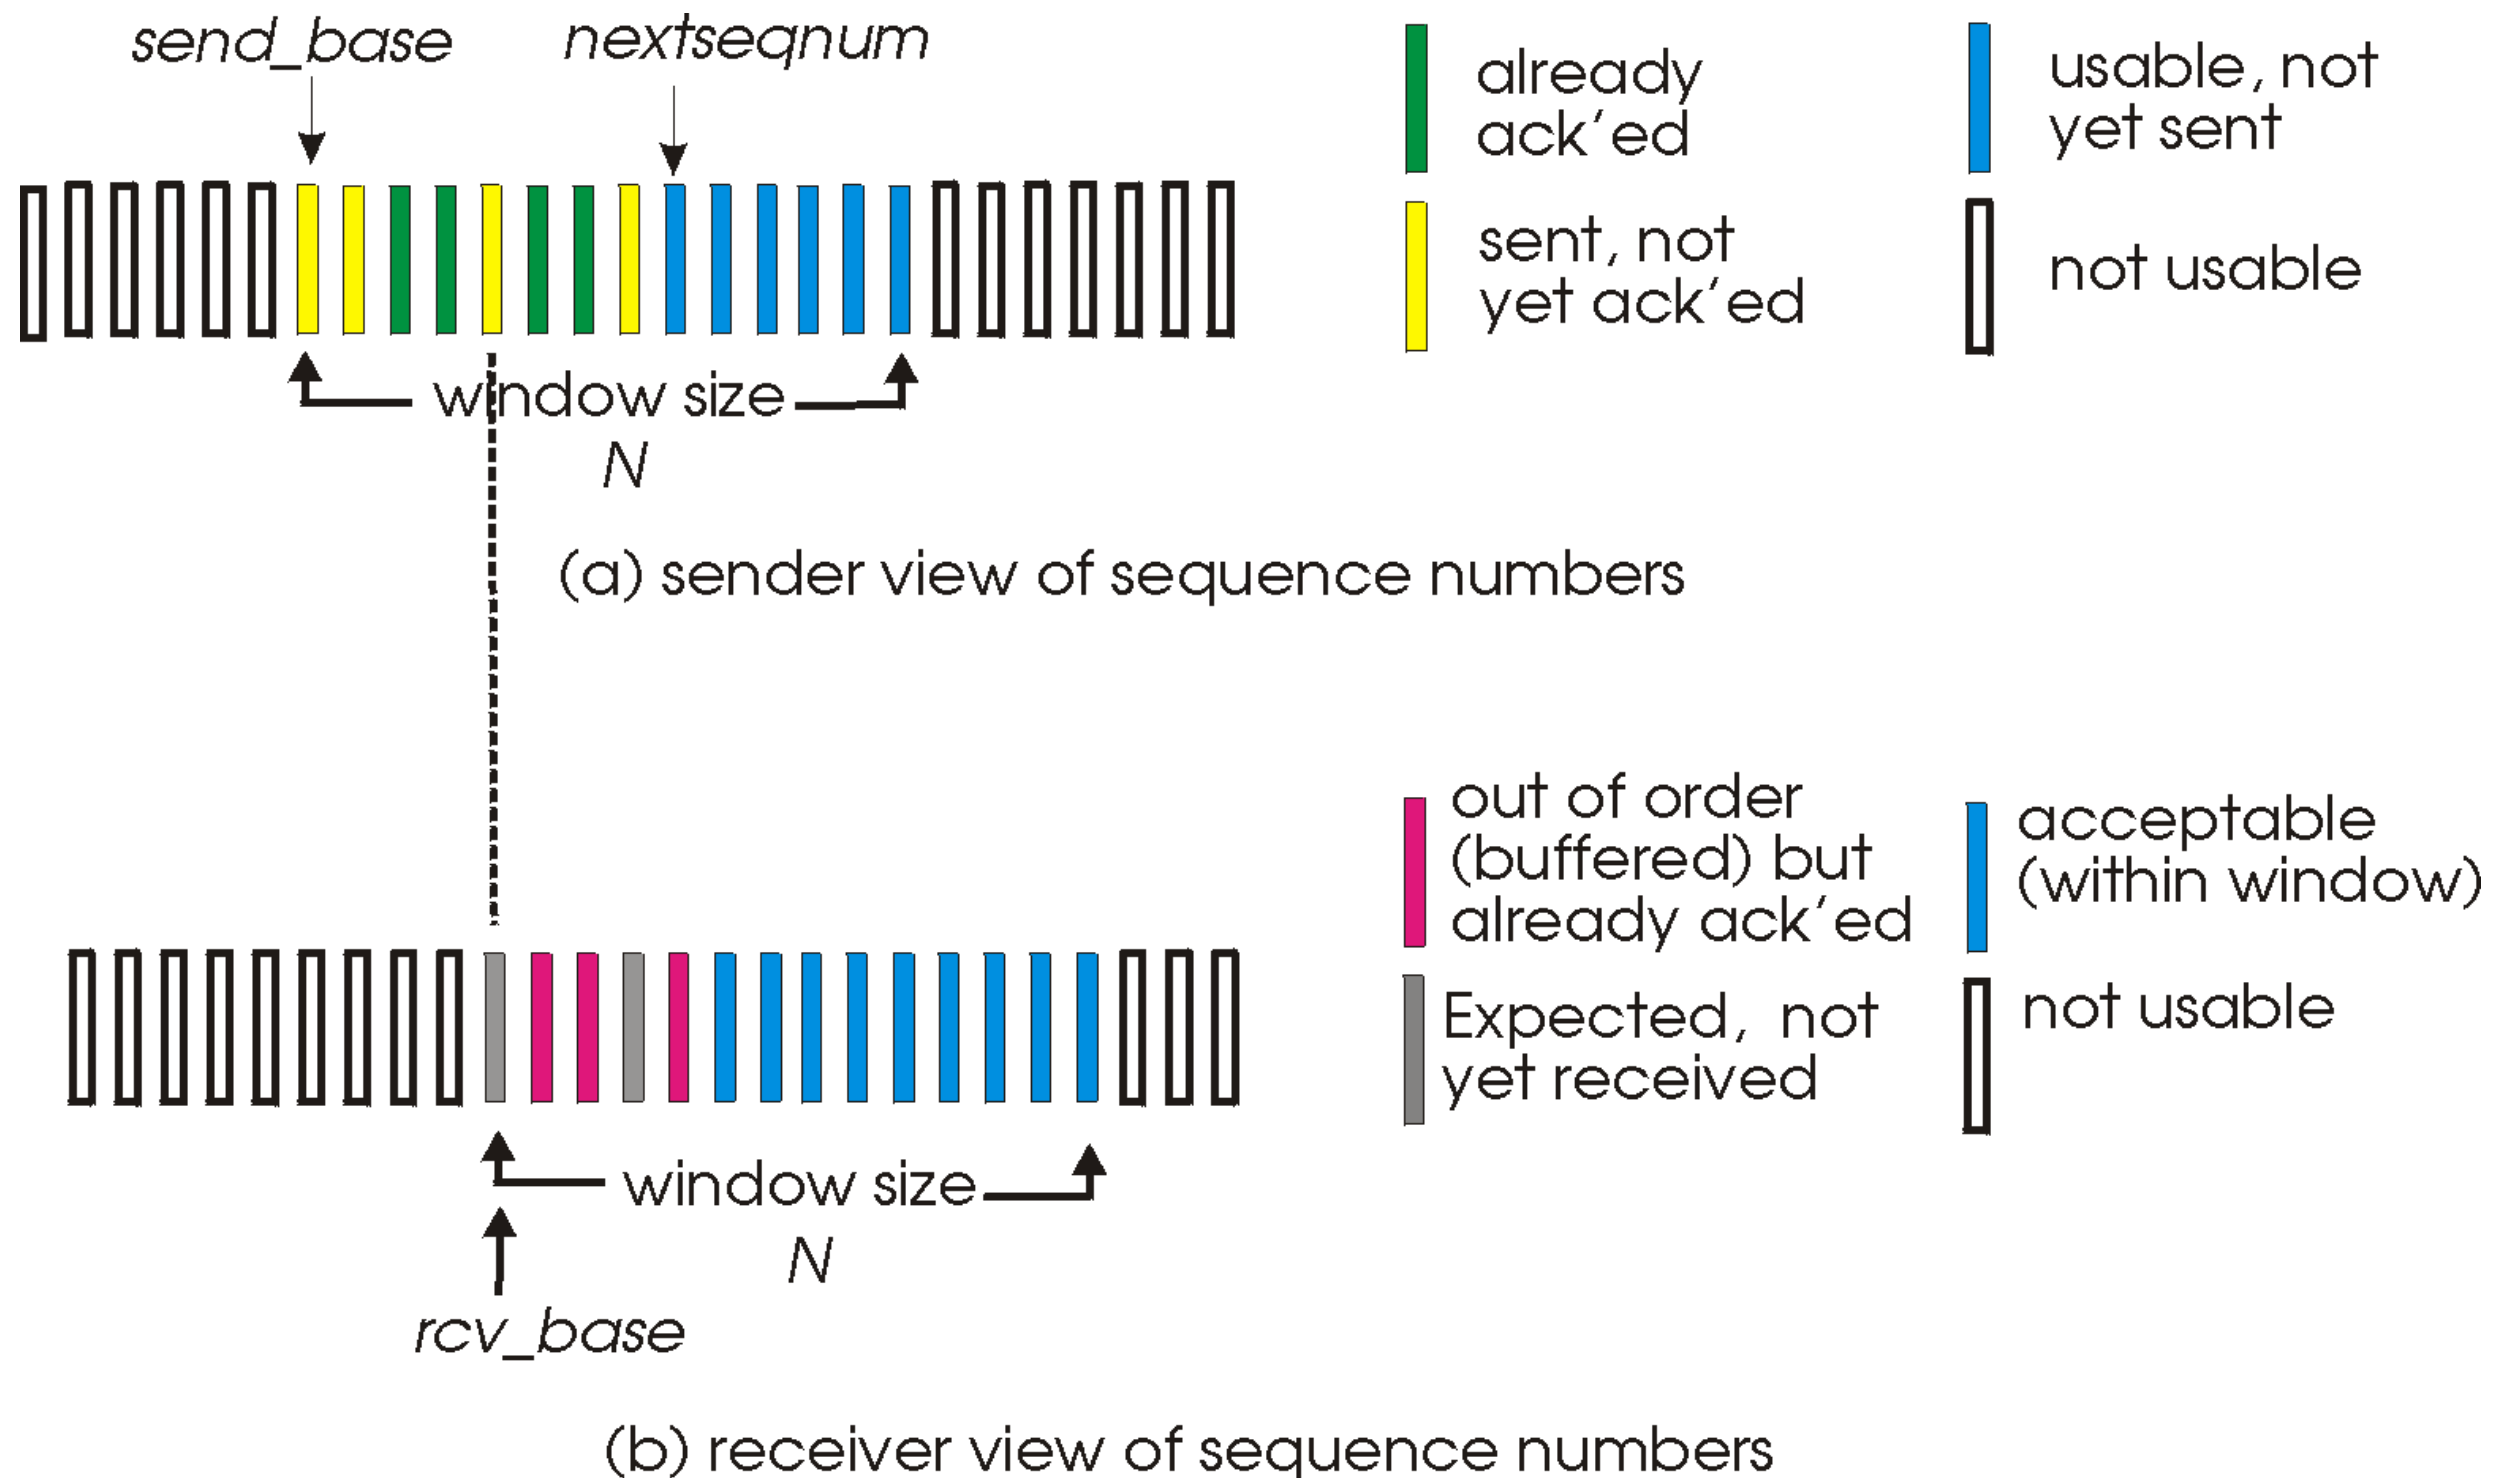 send_base
nextseqnum
already
ack'ed
usable, not
yet sent
sent, not
yet ack'ed
not usable
window size
N
(a) sender view of sequence numbers
out of order
(buffered) but
already ack'ed
acceptable
(within window)
Expected, not
yet received
not usable
window size
N
rcv_base
(b) receiver view of sequence numbers